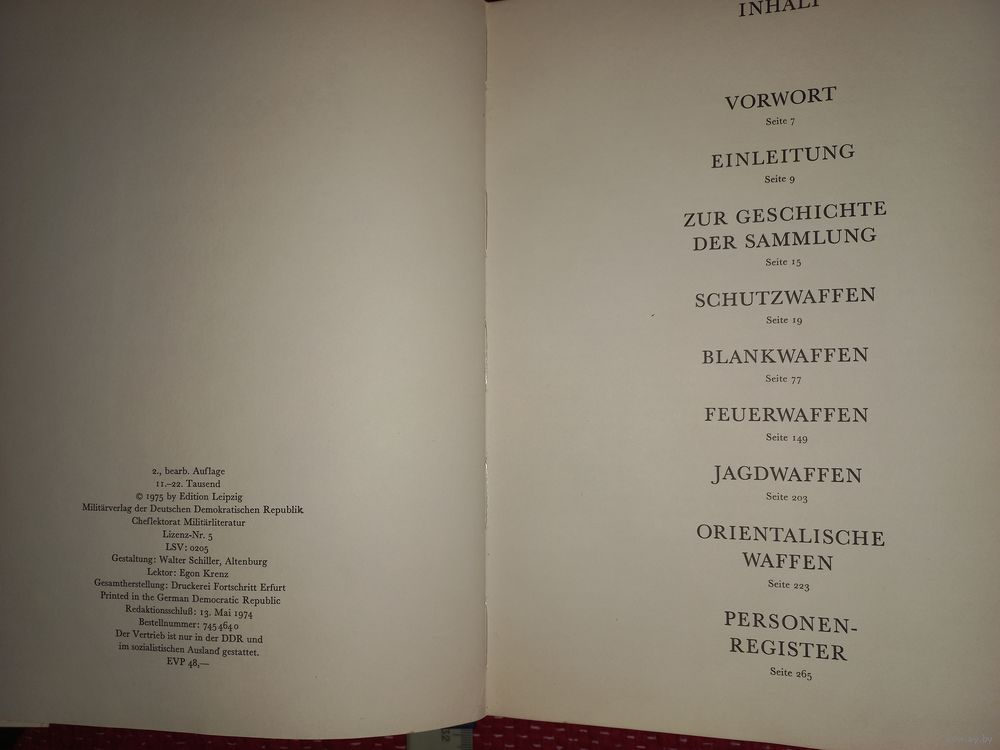 2., bearb. Auflage
11.–22. Tausend
© 1975 by Edition Leipzig
Militärverlag der Deutschen Demokratischen Republik
Cheflektorat Militärliteratur
Lizenz-Nr. 5
LSV: 0205
Gestaltung: Walter Schiller, Altenburg
Lektor: Egon Krenz
Gesamtherstellung: Druckerei Fortschritt Erfurt
Printed in the German Democratic Republic
Redaktionsschluß: 13. Mai 1974
Bestellnummer: 745 464 0
Der Vertrieb ist nur in der DDR und
im sozialistischen Ausland gestattet.
EVP 48,—
INHALT
VORWORT
Seite 7
EINLEITUNG
Seite 9
ZUR GESCHICHTE
DER SAMMLUNG
Seite 15
SCHUTZWAFFEN
Seite 19
BLANKWAFFEN
Seite 77
FEUERWAFFEN
Seite 149
JAGDWAFFEN
Seite 203
ORIENTALISCHE
WAFFEN
Seite 223
PERSONEN-
REGISTER
Seite 265